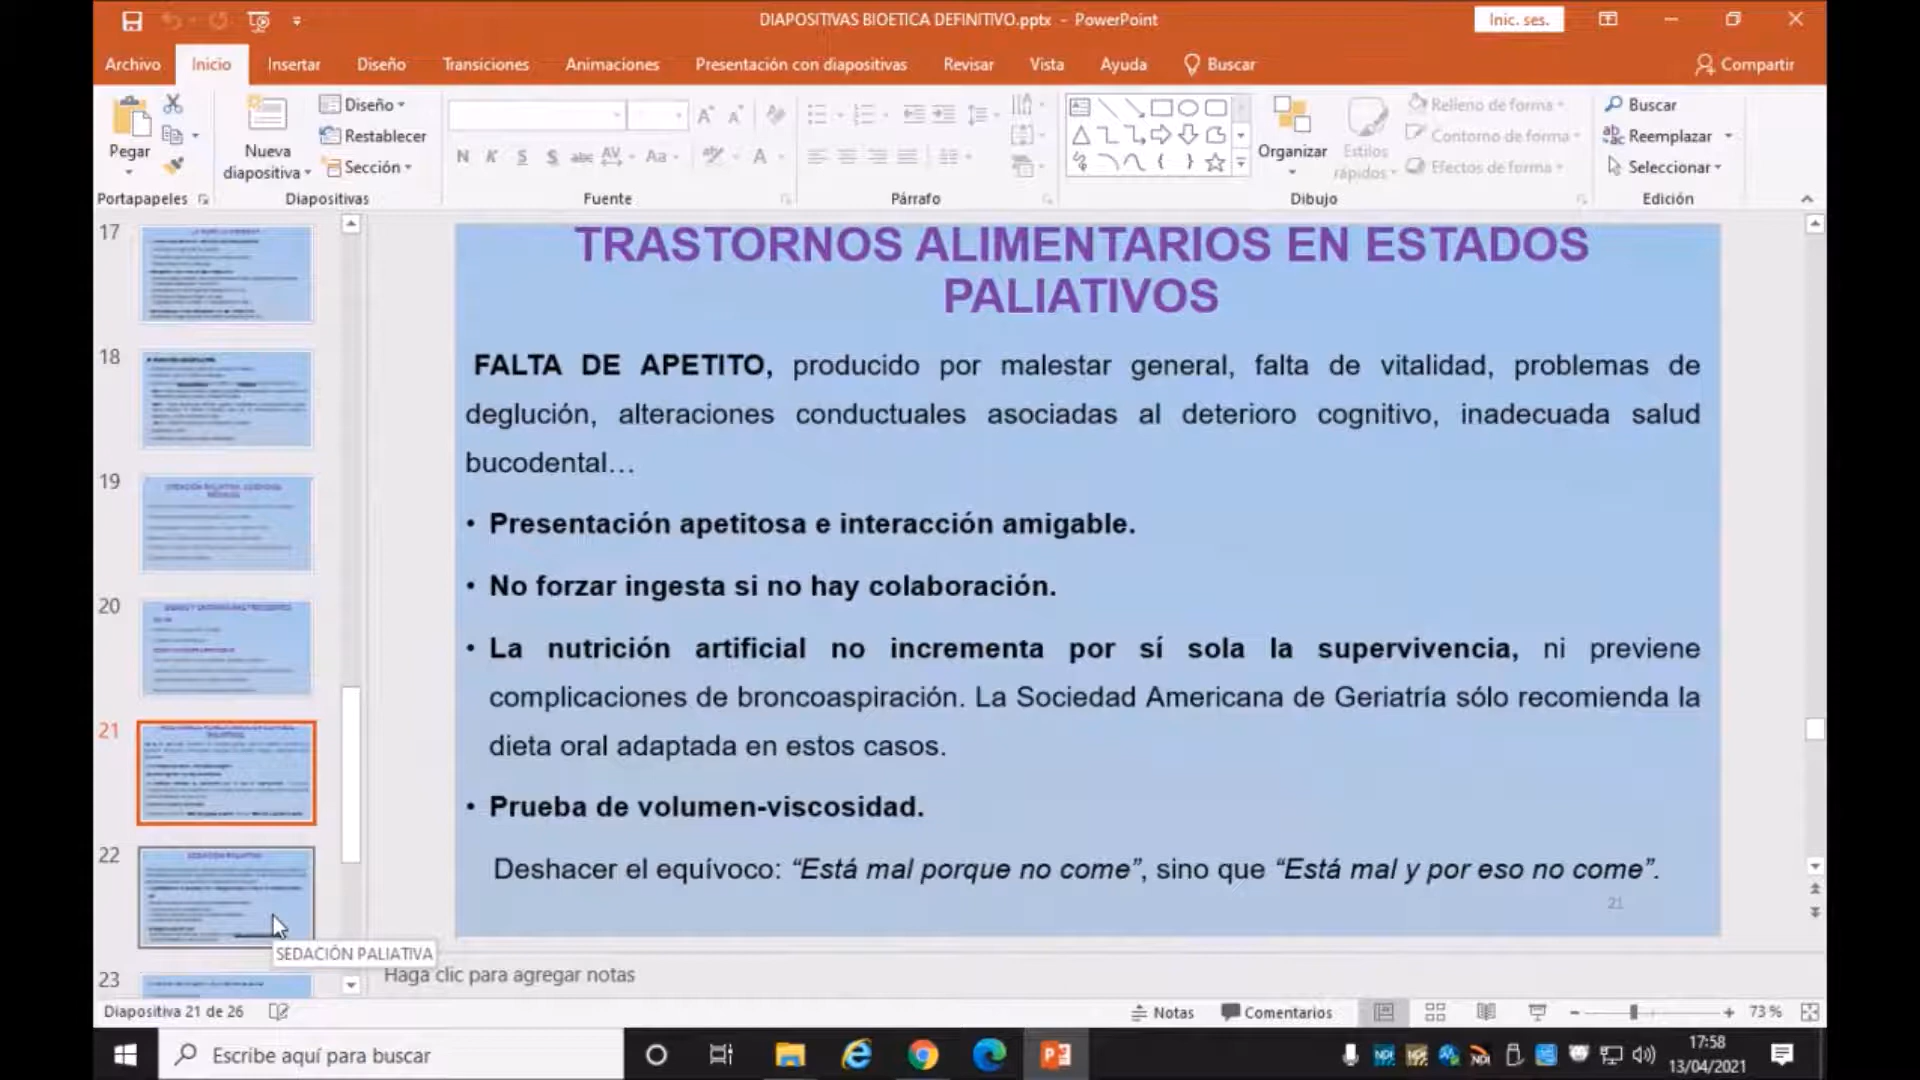 DIAPOSITIVAS BIOETICA DEFINITIVO.pptx - PowerPoint
Inic. ses.
Archivo
Inicio
Insertar
Diseño
Transiciones
Animaciones
Presentación con diapositivas
Revisar
Vista
Ayuda
Buscar
Compartir
Pegar
Nueva
diapositiva
Diseño
Restablecer
Sección
N K S S abc AV Aa A
Organizar
Estilos
rápidos
Relleno de forma
Contorno de forma
Efectos de forma
Buscar
Reemplazar
Seleccionar
Portapapeles
Diapositivas
Fuente
Párrafo
Dibujo
Edición
17
18
19
20
21
22
SEDACIÓN PALIATIVA
23
TRASTORNOS ALIMENTARIOS EN ESTADOS
PALIATIVOS
FALTA DE APETITO, producido por malestar general, falta de vitalidad, problemas de
deglución, alteraciones conductuales asociadas al deterioro cognitivo, inadecuada salud
bucodental…
• Presentación apetitosa e interacción amigable.
• No forzar ingesta si no hay colaboración.
• La nutrición artificial no incrementa por sí sola la supervivencia, ni previene
complicaciones de broncoaspiración. La Sociedad Americana de Geriatría sólo recomienda la
dieta oral adaptada en estos casos.
• Prueba de volumen-viscosidad.
Deshacer el equívoco: “Está mal porque no come”, sino que “Está mal y por eso no come”.
21
Haga clic para agregar notas
Diapositiva 21 de 26
Notas
Comentarios
73 %
Escribe aquí para buscar
17:58
13/04/2021